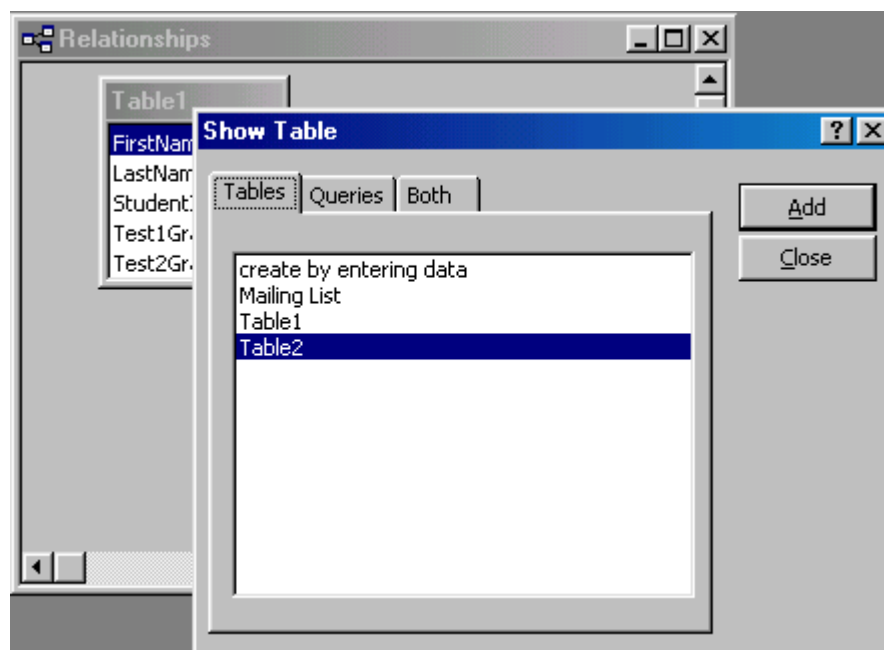 Relationships
Table1
FirstNam
LastNam
Test1Gr
Test2Gr
Show Table
Tables Queries Both
create by entering data
Mailing List
Table1
Table2
Add
Close